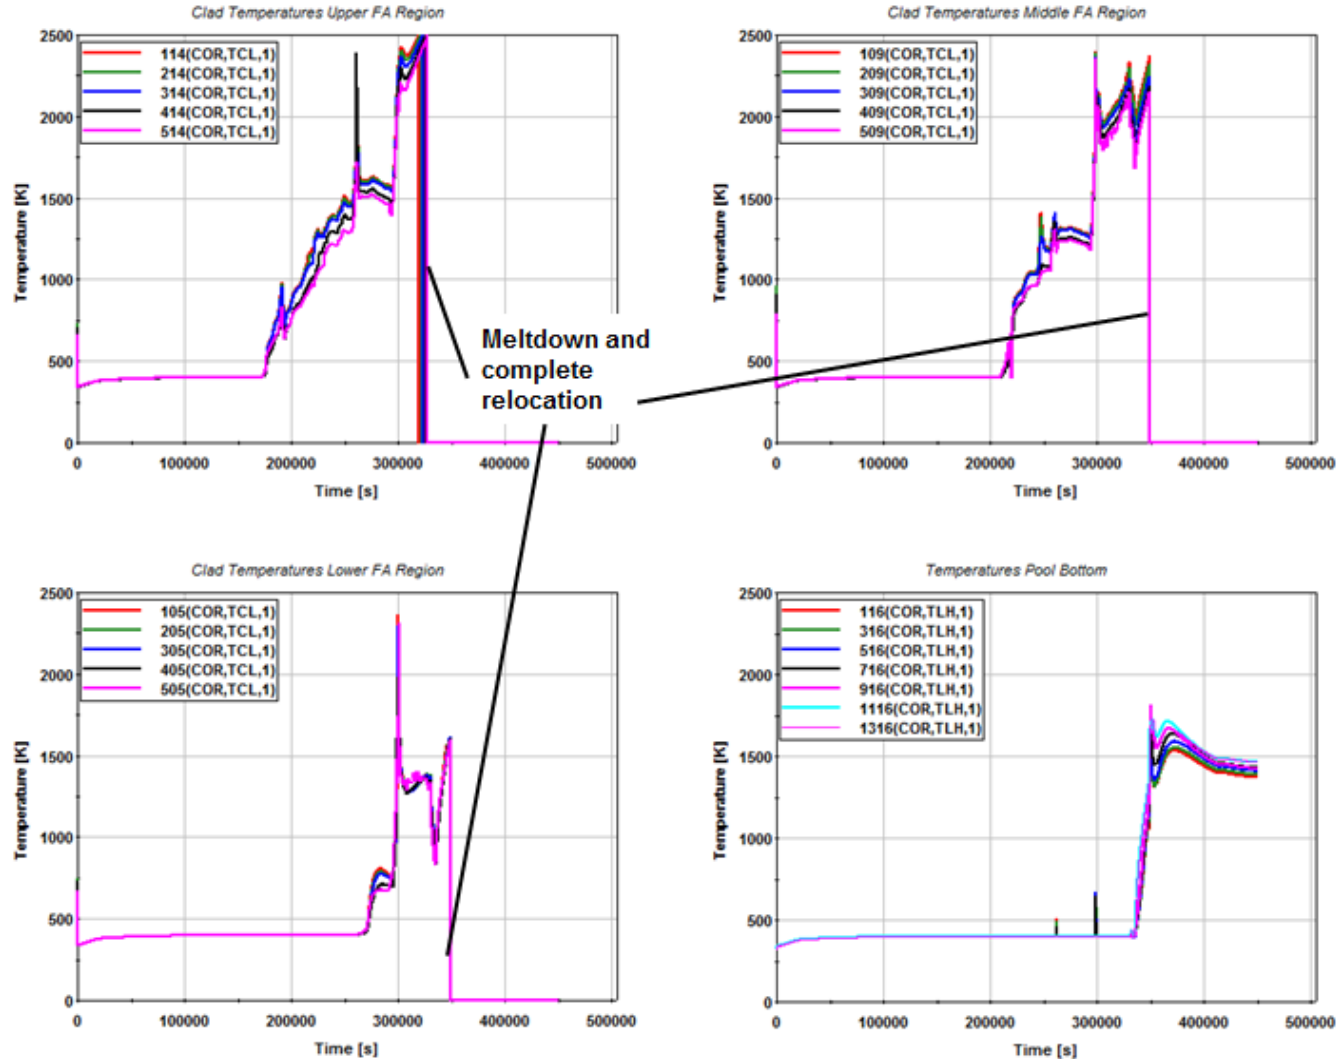 Clad Temperatures Upper FA Region
2500
2000
1500
1000
500
0
Temperature [K]
114(COR,TCL,1)
214(COR,TCL,1)
314(COR,TCL,1)
414(COR,TCL,1)
514(COR,TCL,1)
0 100000 200000 300000 400000 500000
Time [s]
Clad Temperatures Middle FA Region
2500
2000
1500
1000
500
0
Temperature [K]
109(COR,TCL,1)
209(COR,TCL,1)
309(COR,TCL,1)
409(COR,TCL,1)
509(COR,TCL,1)
0 100000 200000 300000 400000 500000
Time [s]
Meltdown and
complete
relocation
Clad Temperatures Lower FA Region
2500
2000
1500
1000
500
0
Temperature [K]
105(COR,TCL,1)
205(COR,TCL,1)
305(COR,TCL,1)
405(COR,TCL,1)
505(COR,TCL,1)
0 100000 200000 300000 400000 500000
Time [s]
Temperatures Pool Bottom
2500
2000
1500
1000
500
0
Temperature [K]
116(COR,TLH,1)
316(COR,TLH,1)
516(COR,TLH,1)
716(COR,TLH,1)
916(COR,TLH,1)
1116(COR,TLH,1)
1316(COR,TLH,1)
0 100000 200000 300000 400000 500000
Time [s]